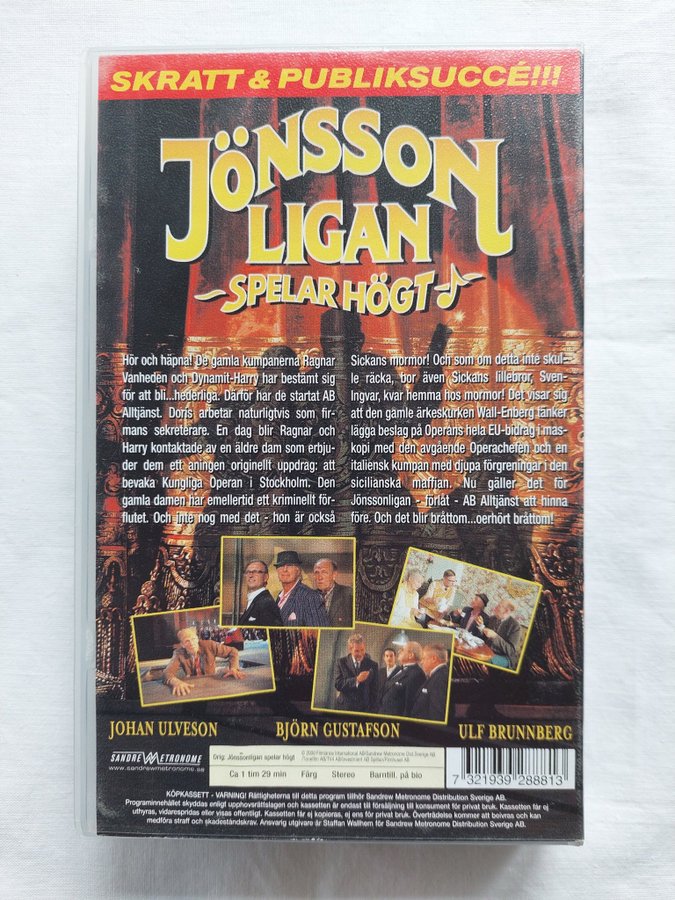 SKRATT & PUBLIKSUCCÉ!!!
JÖNSSON
LIGAN
SPELAR HÖGT
Hör och häpna! De gamla kumpanerna Ragnar
Vanheden och Dynamit-Harry har bestämt sig
för att bli...hederliga. Därför har de startat AB
Alltjänst. Doris arbetar naturligtvis som fir-
mans sekreterare. En dag blir Ragnar och
Harry kontaktade av en äldre dam som erbju-
der dem ett aningen originellt uppdrag: att
bevaka Kungliga Operan i Stockholm. Den
gamla damen har emellertid ett kriminellt för-
flutet. Och inte nog med det - hon är också
Sickans mormor! Och som om detta inte skul-
le räcka, bor även Sickans lillebror, Sven-
Ingvar, kvar hemma hos mormor! Det visar sig
att den gamle ärkeskurken Wall-Enberg tänker
lägga beslag på Operans hela EU-bidrag i mas-
kopi med den avgående Operachefen och en
italiensk kumpan med djupa förgreningar i den
sicilianska maffian. Nu gäller det för
Jönssonligan - förlåt - AB Alltjänst att hinna
före. Och det blir bråttom...oerhört bråttom!
JOHAN ULVESON BJÖRN GUSTAFSON ULF BRUNNBERG
SANDREW METRONOME
www.sandrewmetronome.se
Orig: Jönssonligan spelar högt
Ca 1 tim 29 min Färg Stereo Barntill. på bio
7 321939 288813
KÖPKASSETT - VARNING! Rättigheterna till detta program tillhör Sandrew Metronome Distribution Sverige AB.
Programinnehållet skyddas enligt upphovsrättslagen och kassetten är endast till försäljning till konsument för privat bruk. Kassetten får ej
uthyras, vidarespridas eller visas offentligt. Kassetten får ej kopieras, ej ens för privat bruk. Överträdelse kommer att beivras och kan
medföra straff och skadeståndskrav. Ansvarig utgivare är Staffan Wallhem för Sandrew Metronome Distribution Sverige AB.